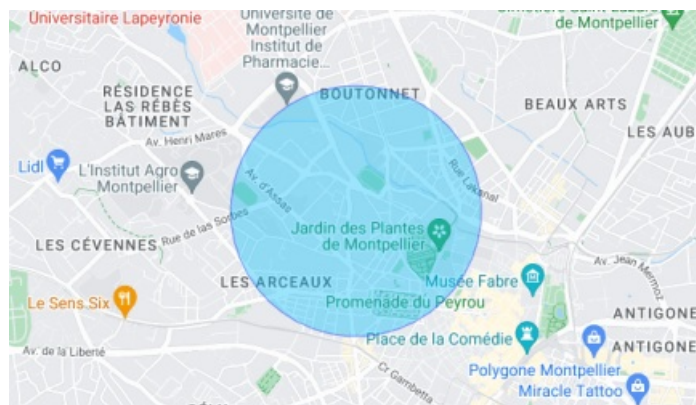 Universitaire Lapeyronie
Université de
Montpellier
Institut de
Pharmacie...
de Montpellier
ALCO
RÉSIDENCE
LAS RÉBÈS
BÂTIMENT
BOUTONNET
BEAUX ARTS
LES AUB
Av. Henri Mares
Lidl
L'Institut Agro
Montpellier
Av. d'Assas
Rue Lakanal
Rue de las Sorbes
Jardin des Plantes
de Montpellier
LES CÉVENNES
Av. Jean Mermoz
LES ARCEAUX
Musée Fabre
Le Sens Six
Promenade du Peyrou
ANTIGONE
Place de la Comédie
ANTIGONE
Av. de la Liberté
Cr Gambetta
Polygone Montpellier
Miracle Tattoo